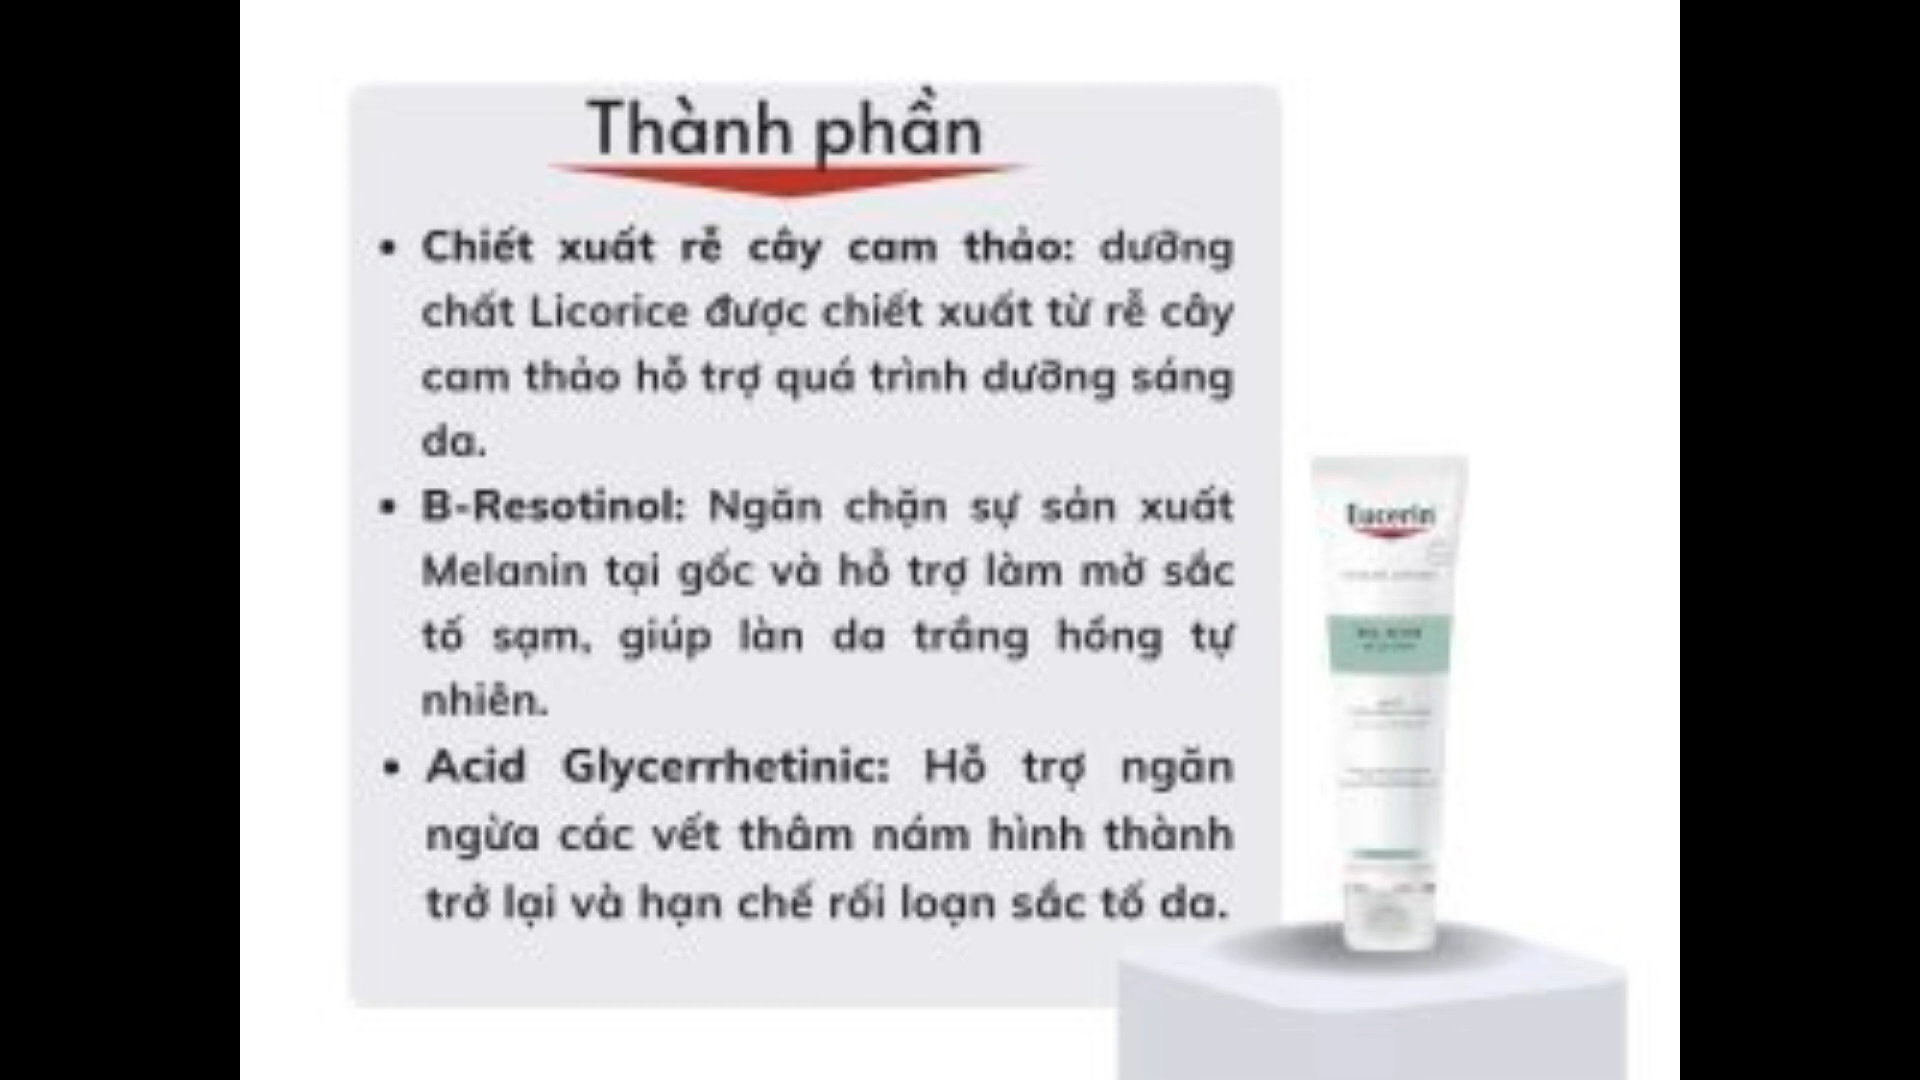 Thành phần
• Chiết xuất rễ cây cam thảo: dưỡng
chất Licorice được chiết xuất từ rễ cây
cam thảo hỗ trợ quá trình dưỡng sáng
da.
• B-Resotinol: Ngăn chặn sự sản xuất
Melanin tại gốc và hỗ trợ làm mờ sắc
tố sạm, giúp làn da trắng hồng tự
nhiên.
• Acid Glycerrhetinic: Hỗ trợ ngăn
ngừa các vết thâm nám hình thành
trở lại và hạn chế rối loạn sắc tố da.
Eucerin